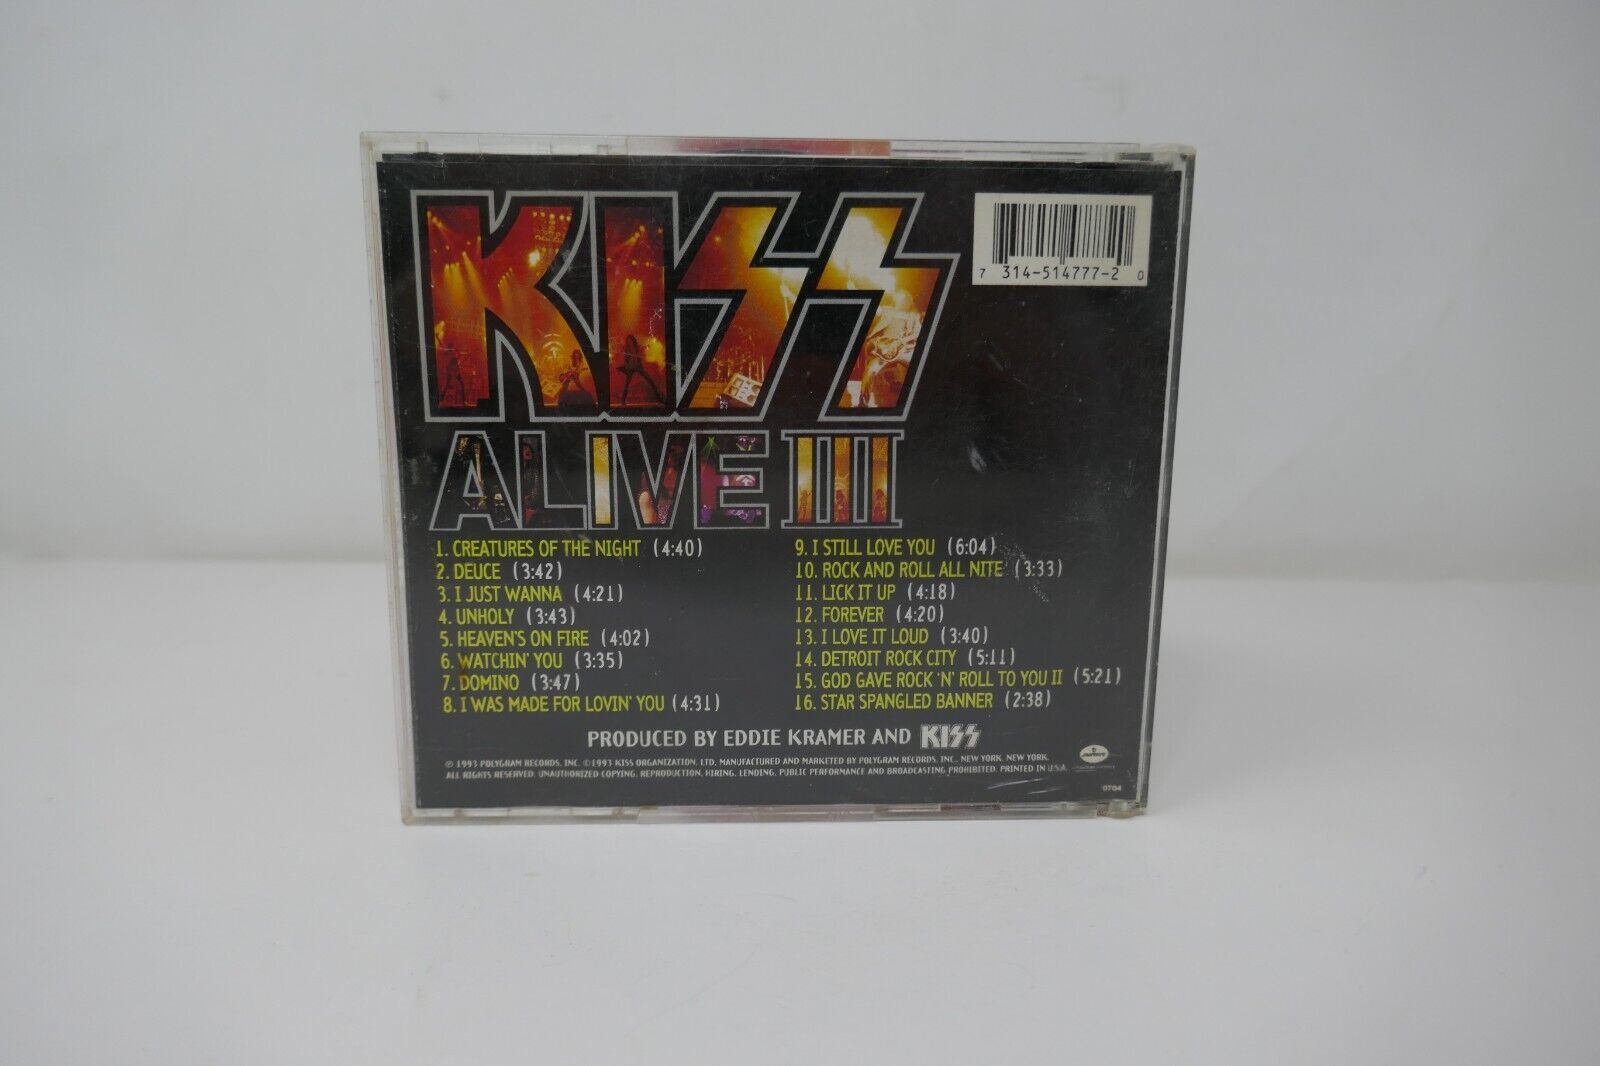 KISS
ALIVE III
7 314-514777-2 0
1. CREATURES OF THE NIGHT (4:40)
2. DEUCE (3:42)
3. I JUST WANNA (4:21)
4. UNHOLY (3:43)
5. HEAVEN'S ON FIRE (4:02)
6. WATCHIN' YOU (3:35)
7. DOMINO (3:47)
8. I WAS MADE FOR LOVIN' YOU (4:31)
9. I STILL LOVE YOU (6:04)
10. ROCK AND ROLL ALL NITE (3:33)
11. LICK IT UP (4:18)
12. FOREVER (4:20)
13. I LOVE IT LOUD (3:40)
14. DETROIT ROCK CITY (5:11)
15. GOD GAVE ROCK 'N' ROLL TO YOU II (5:21)
16. STAR SPANGLED BANNER (2:38)
PRODUCED BY EDDIE KRAMER AND KISS
℗ 1993 POLYGRAM RECORDS, INC. © 1993 KISS ORGANIZATION, LTD. MANUFACTURED AND MARKETED BY POLYGRAM RECORDS, INC., NEW YORK, NEW YORK.
ALL RIGHTS RESERVED. UNAUTHORIZED COPYING, REPRODUCTION, HIRING, LENDING, PUBLIC PERFORMANCE AND BROADCASTING PROHIBITED. PRINTED IN U.S.A.
0704